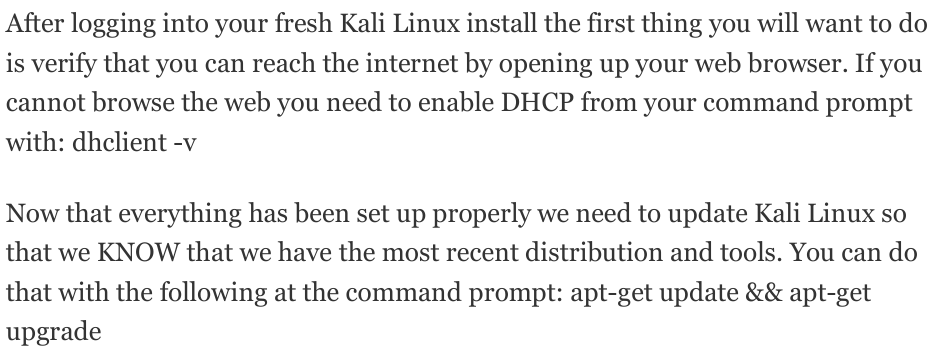 After logging into your fresh Kali Linux install the first thing you will want to do
is verify that you can reach the internet by opening up your web browser. If you
cannot browse the web you need to enable DHCP from your command prompt
with: dhclient -v
Now that everything has been set up properly we need to update Kali Linux so
that we KNOW that we have the most recent distribution and tools. You can do
that with the following at the command prompt: apt-get update && apt-get
upgrade